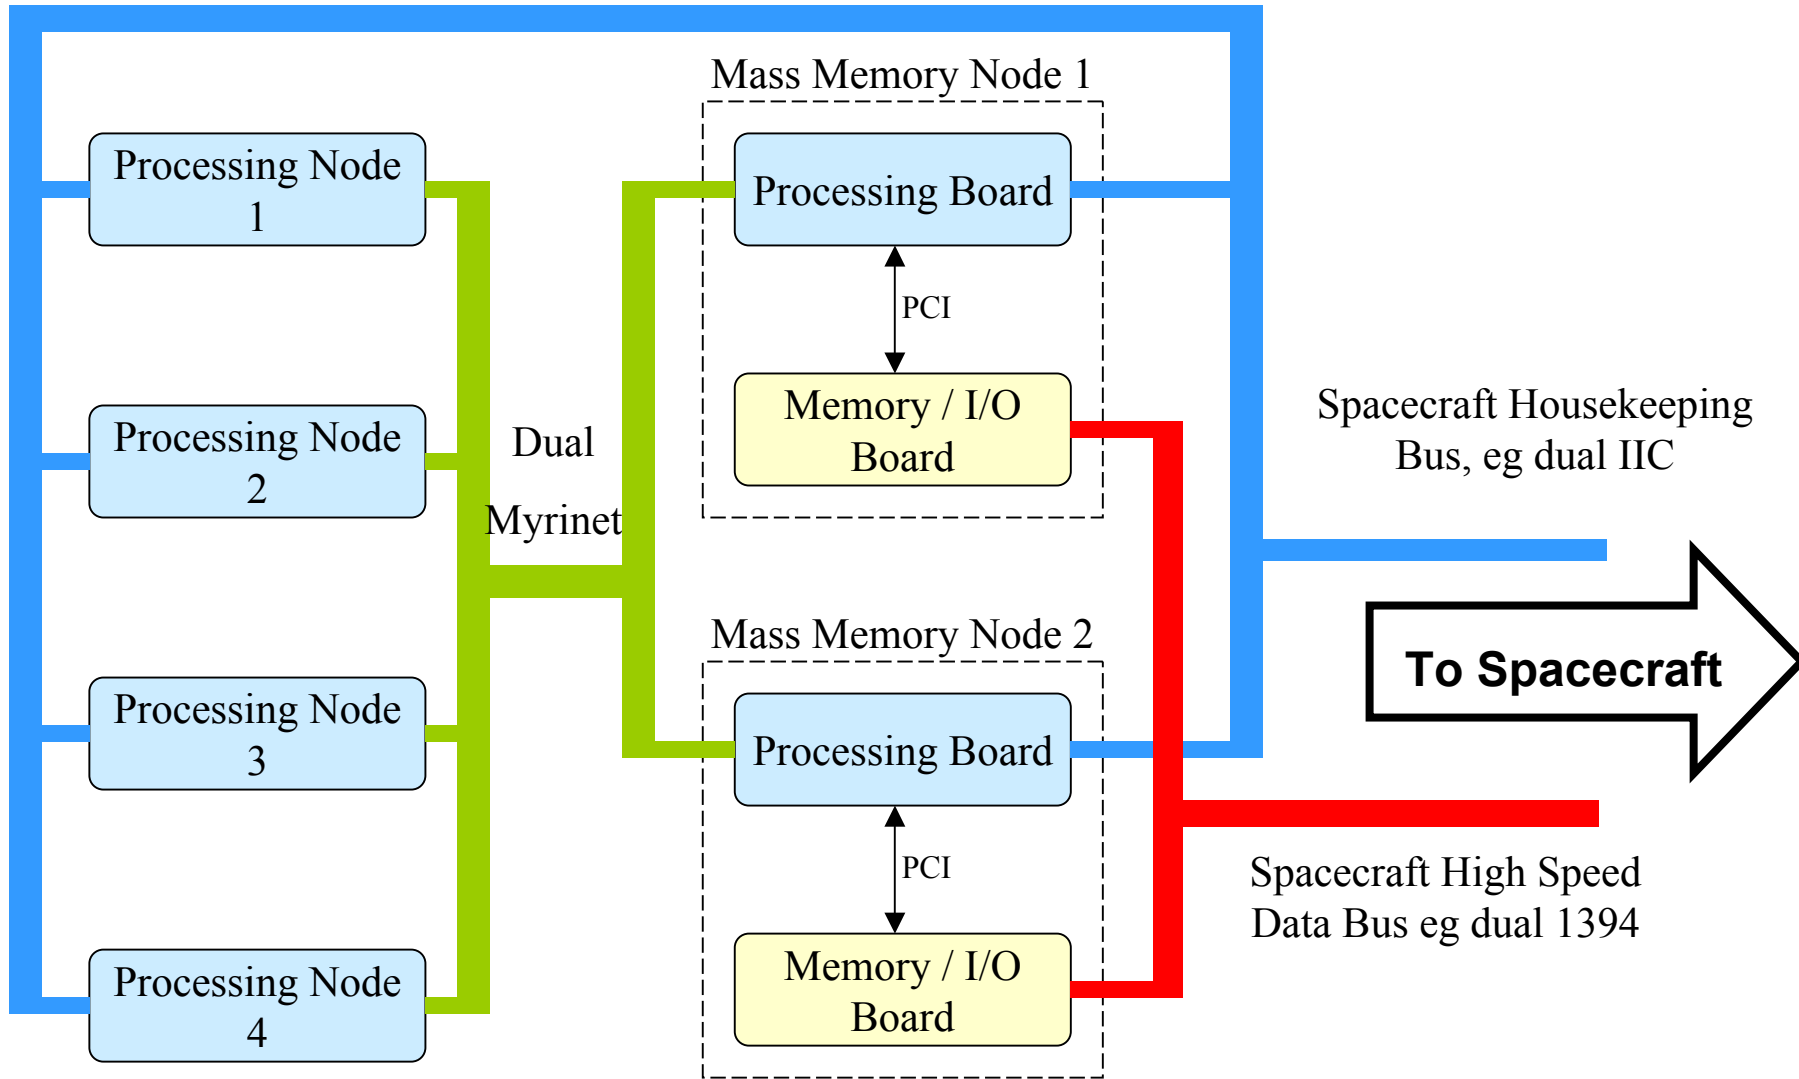 Mass Memory Node 1
Processing Node
1
Processing Board
PCI
Processing Node
2
Memory / I/O
Board
Dual
Myrinet
Spacecraft Housekeeping
Bus, eg dual IIC
Mass Memory Node 2
To Spacecraft
Processing Node
3
Processing Board
PCI
Spacecraft High Speed
Data Bus eg dual 1394
Processing Node
4
Memory / I/O
Board